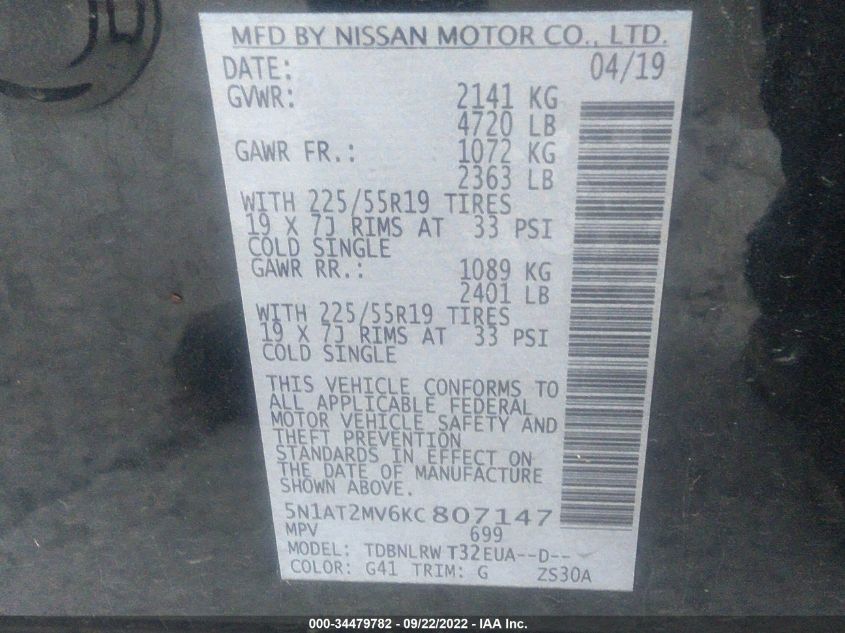 MFD BY NISSAN MOTOR CO., LTD.
DATE: 04/19
GVWR: 2141 KG
4720 LB
GAWR FR.: 1072 KG
2363 LB
WITH 225/55R19 TIRES
19 X 7J RIMS AT 33 PSI
COLD SINGLE
GAWR RR.: 1089 KG
2401 LB
WITH 225/55R19 TIRES
19 X 7J RIMS AT 33 PSI
COLD SINGLE
THIS VEHICLE CONFORMS TO
ALL APPLICABLE FEDERAL
MOTOR VEHICLE SAFETY AND
THEFT PREVENTION
STANDARDS IN EFFECT ON
THE DATE OF MANUFACTURE
SHOWN ABOVE.
5N1AT2MV6KC807147
MPV 699
MODEL: TDBNLRW T32EUA--D--
COLOR: G41 TRIM: G ZS30A
000-34479782 - 09/22/2022 - IAA Inc.